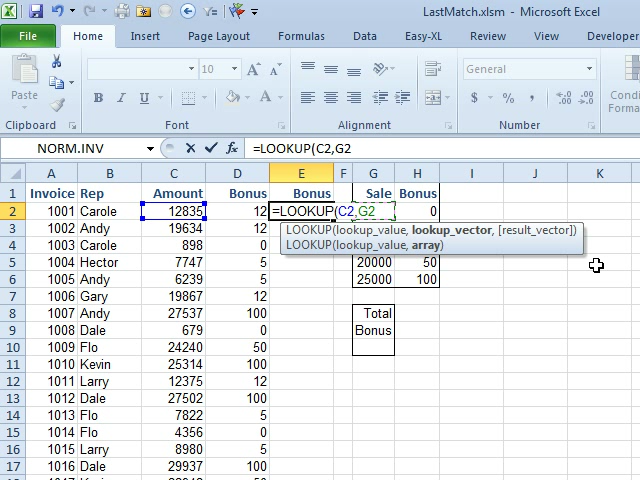 LastMatch.xlsm - Microsoft Excel
File Home Insert Page Layout Formulas Data Easy-XL Review View Developer
Paste 10 General
B I U A $ % , Condi
Form
Clipboard Font Alignment Number
NORM.INV fx =LOOKUP(C2,G2
A B C D E F G H I J K
1 Invoice Rep Amount Bonus Bonus Sale Bonus
2 1001 Carole 12835 12 =LOOKUP(C2,G2 0
3 1002 Andy 19634 12 LOOKUP(lookup_value, lookup_vector, [result_vector])
4 1003 Carole 898 0 LOOKUP(lookup_value, array)
5 1004 Hector 7747 5 20000 50
6 1005 Andy 6239 5 25000 100
7 1006 Gary 19867 12
8 1007 Andy 27537 100 Total
9 1008 Dale 679 0 Bonus
10 1009 Flo 24240 50
11 1010 Kevin 25314 100
12 1011 Larry 12375 12
13 1012 Dale 27502 100
14 1013 Flo 7822 5
15 1014 Flo 4356 0
16 1015 Larry 8980 5
17 1016 Dale 29937 100